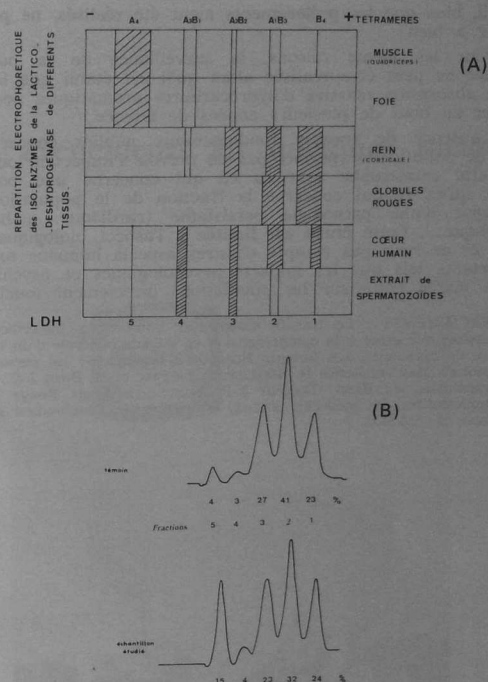 - A4 A3B1 A2B2 A1B3 B4 + TÉTRAMÈRES
(A)
REPARTITION ELECTROPHORETIQUE
des ISO.ENZYMES de la LACTICO.
.DESHYDROGENASE de DIFFERENTS
TISSUS.
MUSCLE
(QUADRICEPS)
FOIE
REIN
(CORTICALE)
GLOBULES
ROUGES
CŒUR
HUMAIN
EXTRAIT de
SPERMATOZOÏDES
LDH 5 4 3 2 1
(B)
témoin
4 3 27 41 23 %
Fractions 5 4 3 2 1
échantillon
étudié
4 32 24 %